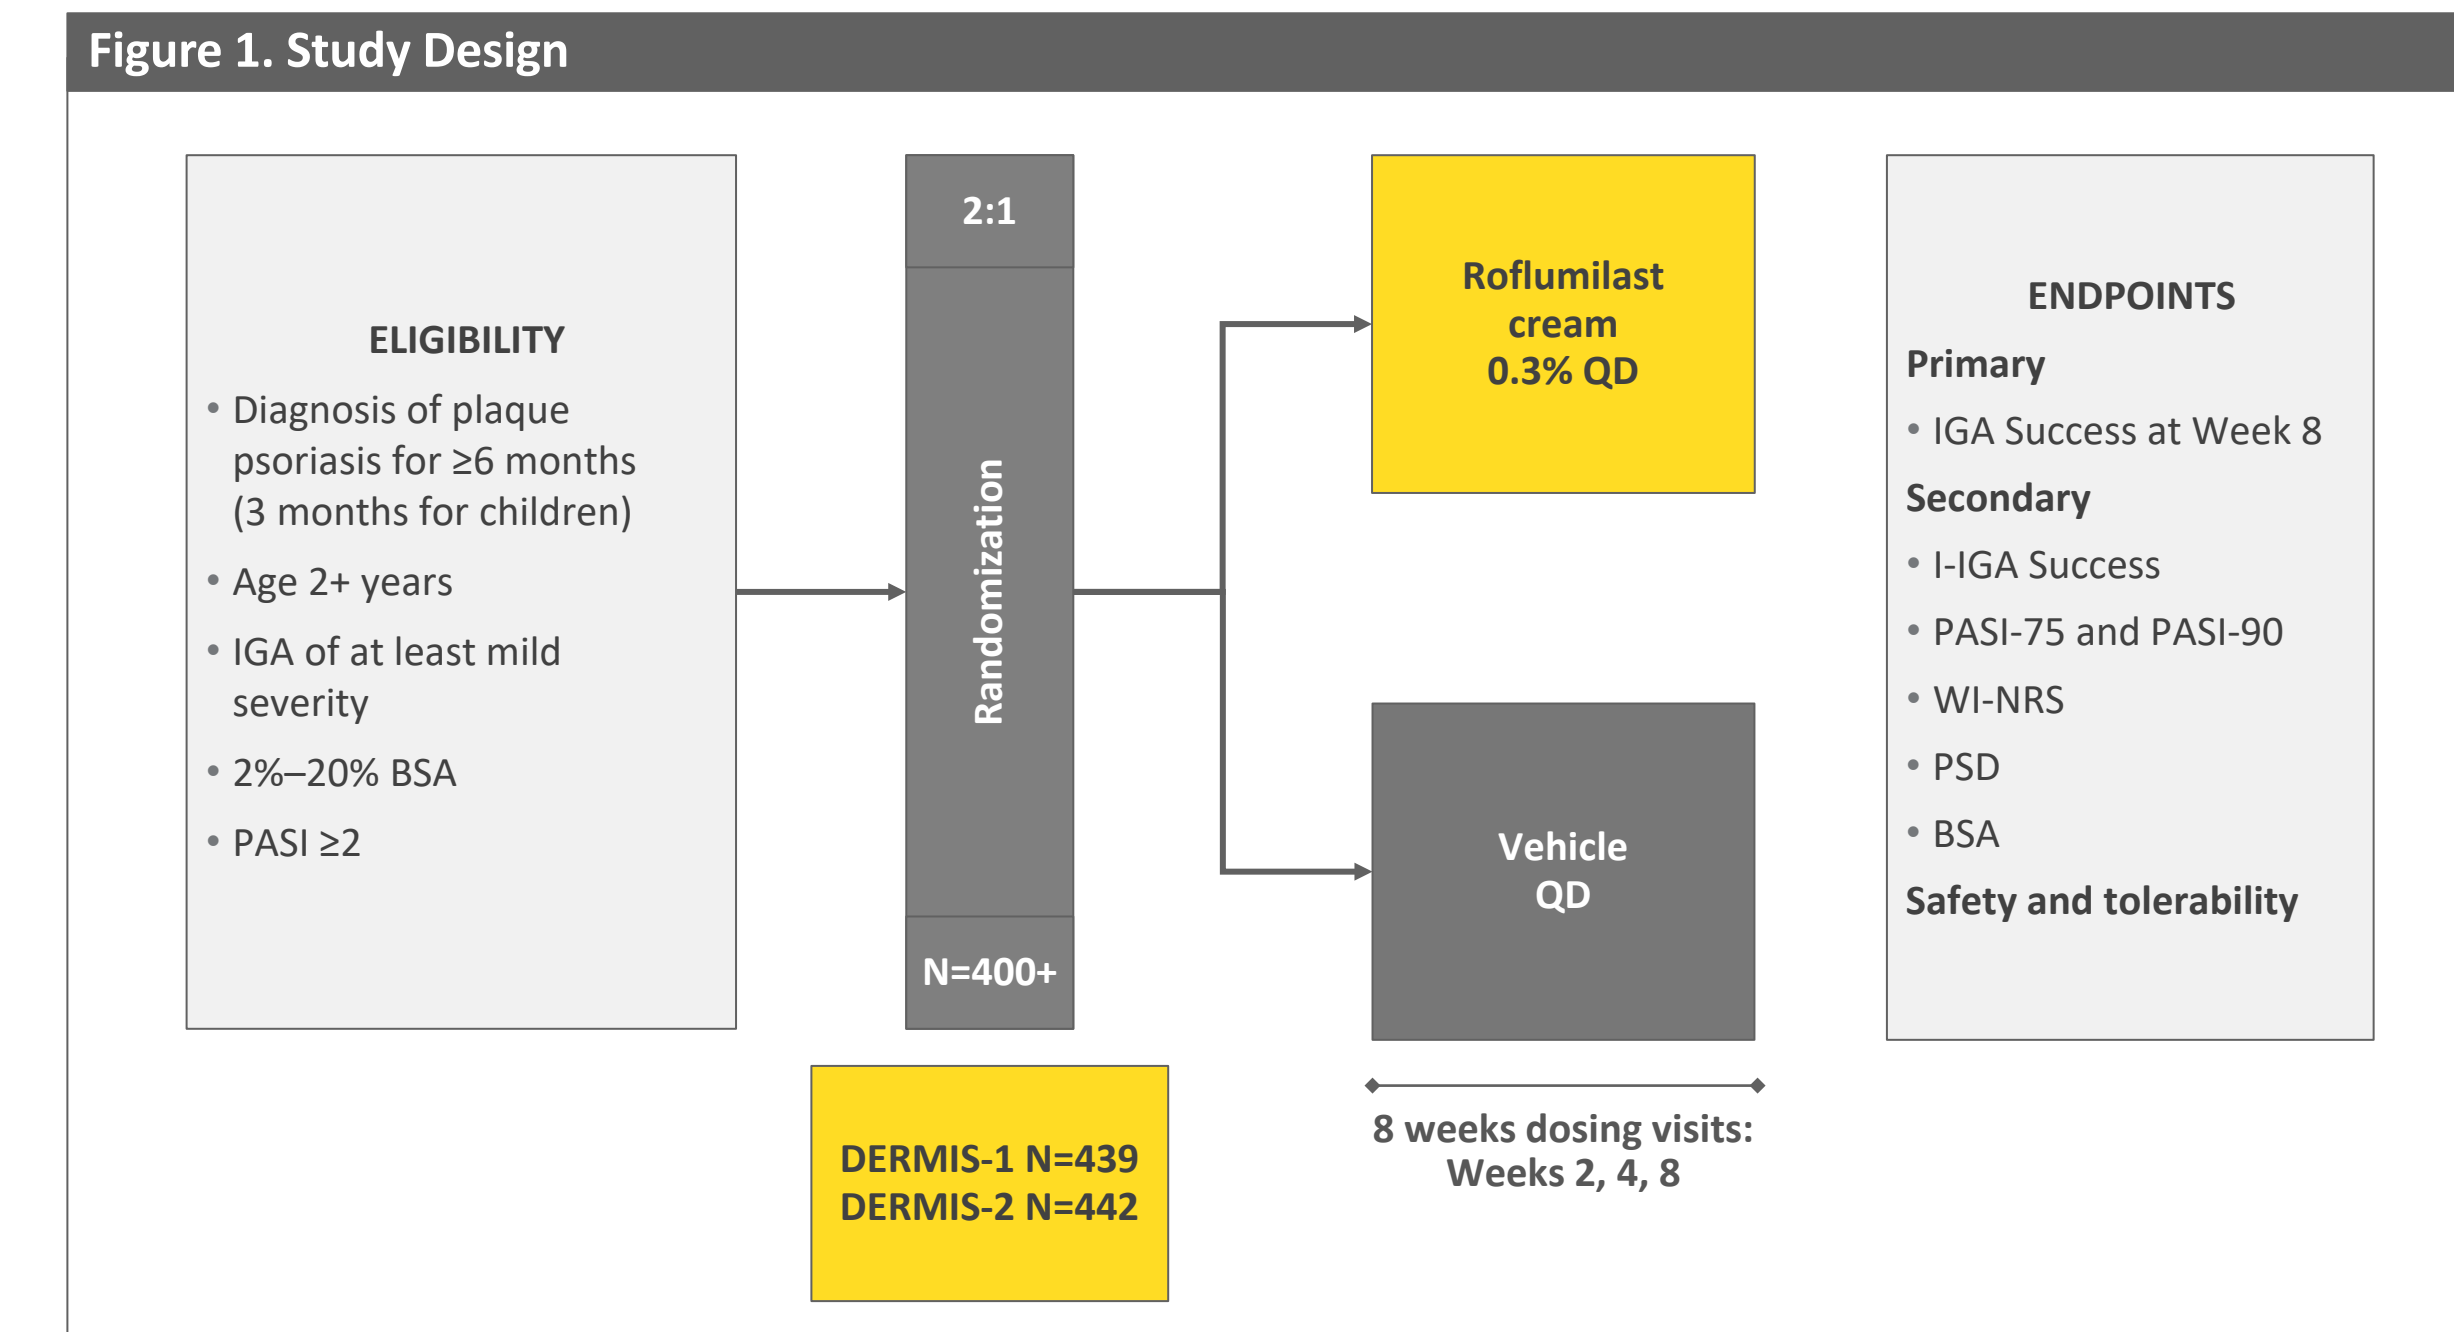 Figure 1. Study Design
ELIGIBILITY
• Diagnosis of plaque
psoriasis for ≥6 months
(3 months for children)
• Age 2+ years
• IGA of at least mild
severity
• 2%–20% BSA
• PASI ≥2
2:1
Randomization
N=400+
DERMIS-1 N=439
DERMIS-2 N=442
Roflumilast
cream
0.3% QD
Vehicle
QD
8 weeks dosing visits:
Weeks 2, 4, 8
ENDPOINTS
Primary
• IGA Success at Week 8
Secondary
• I-IGA Success
• PASI-75 and PASI-90
• WI-NRS
• PSD
• BSA
Safety and tolerability